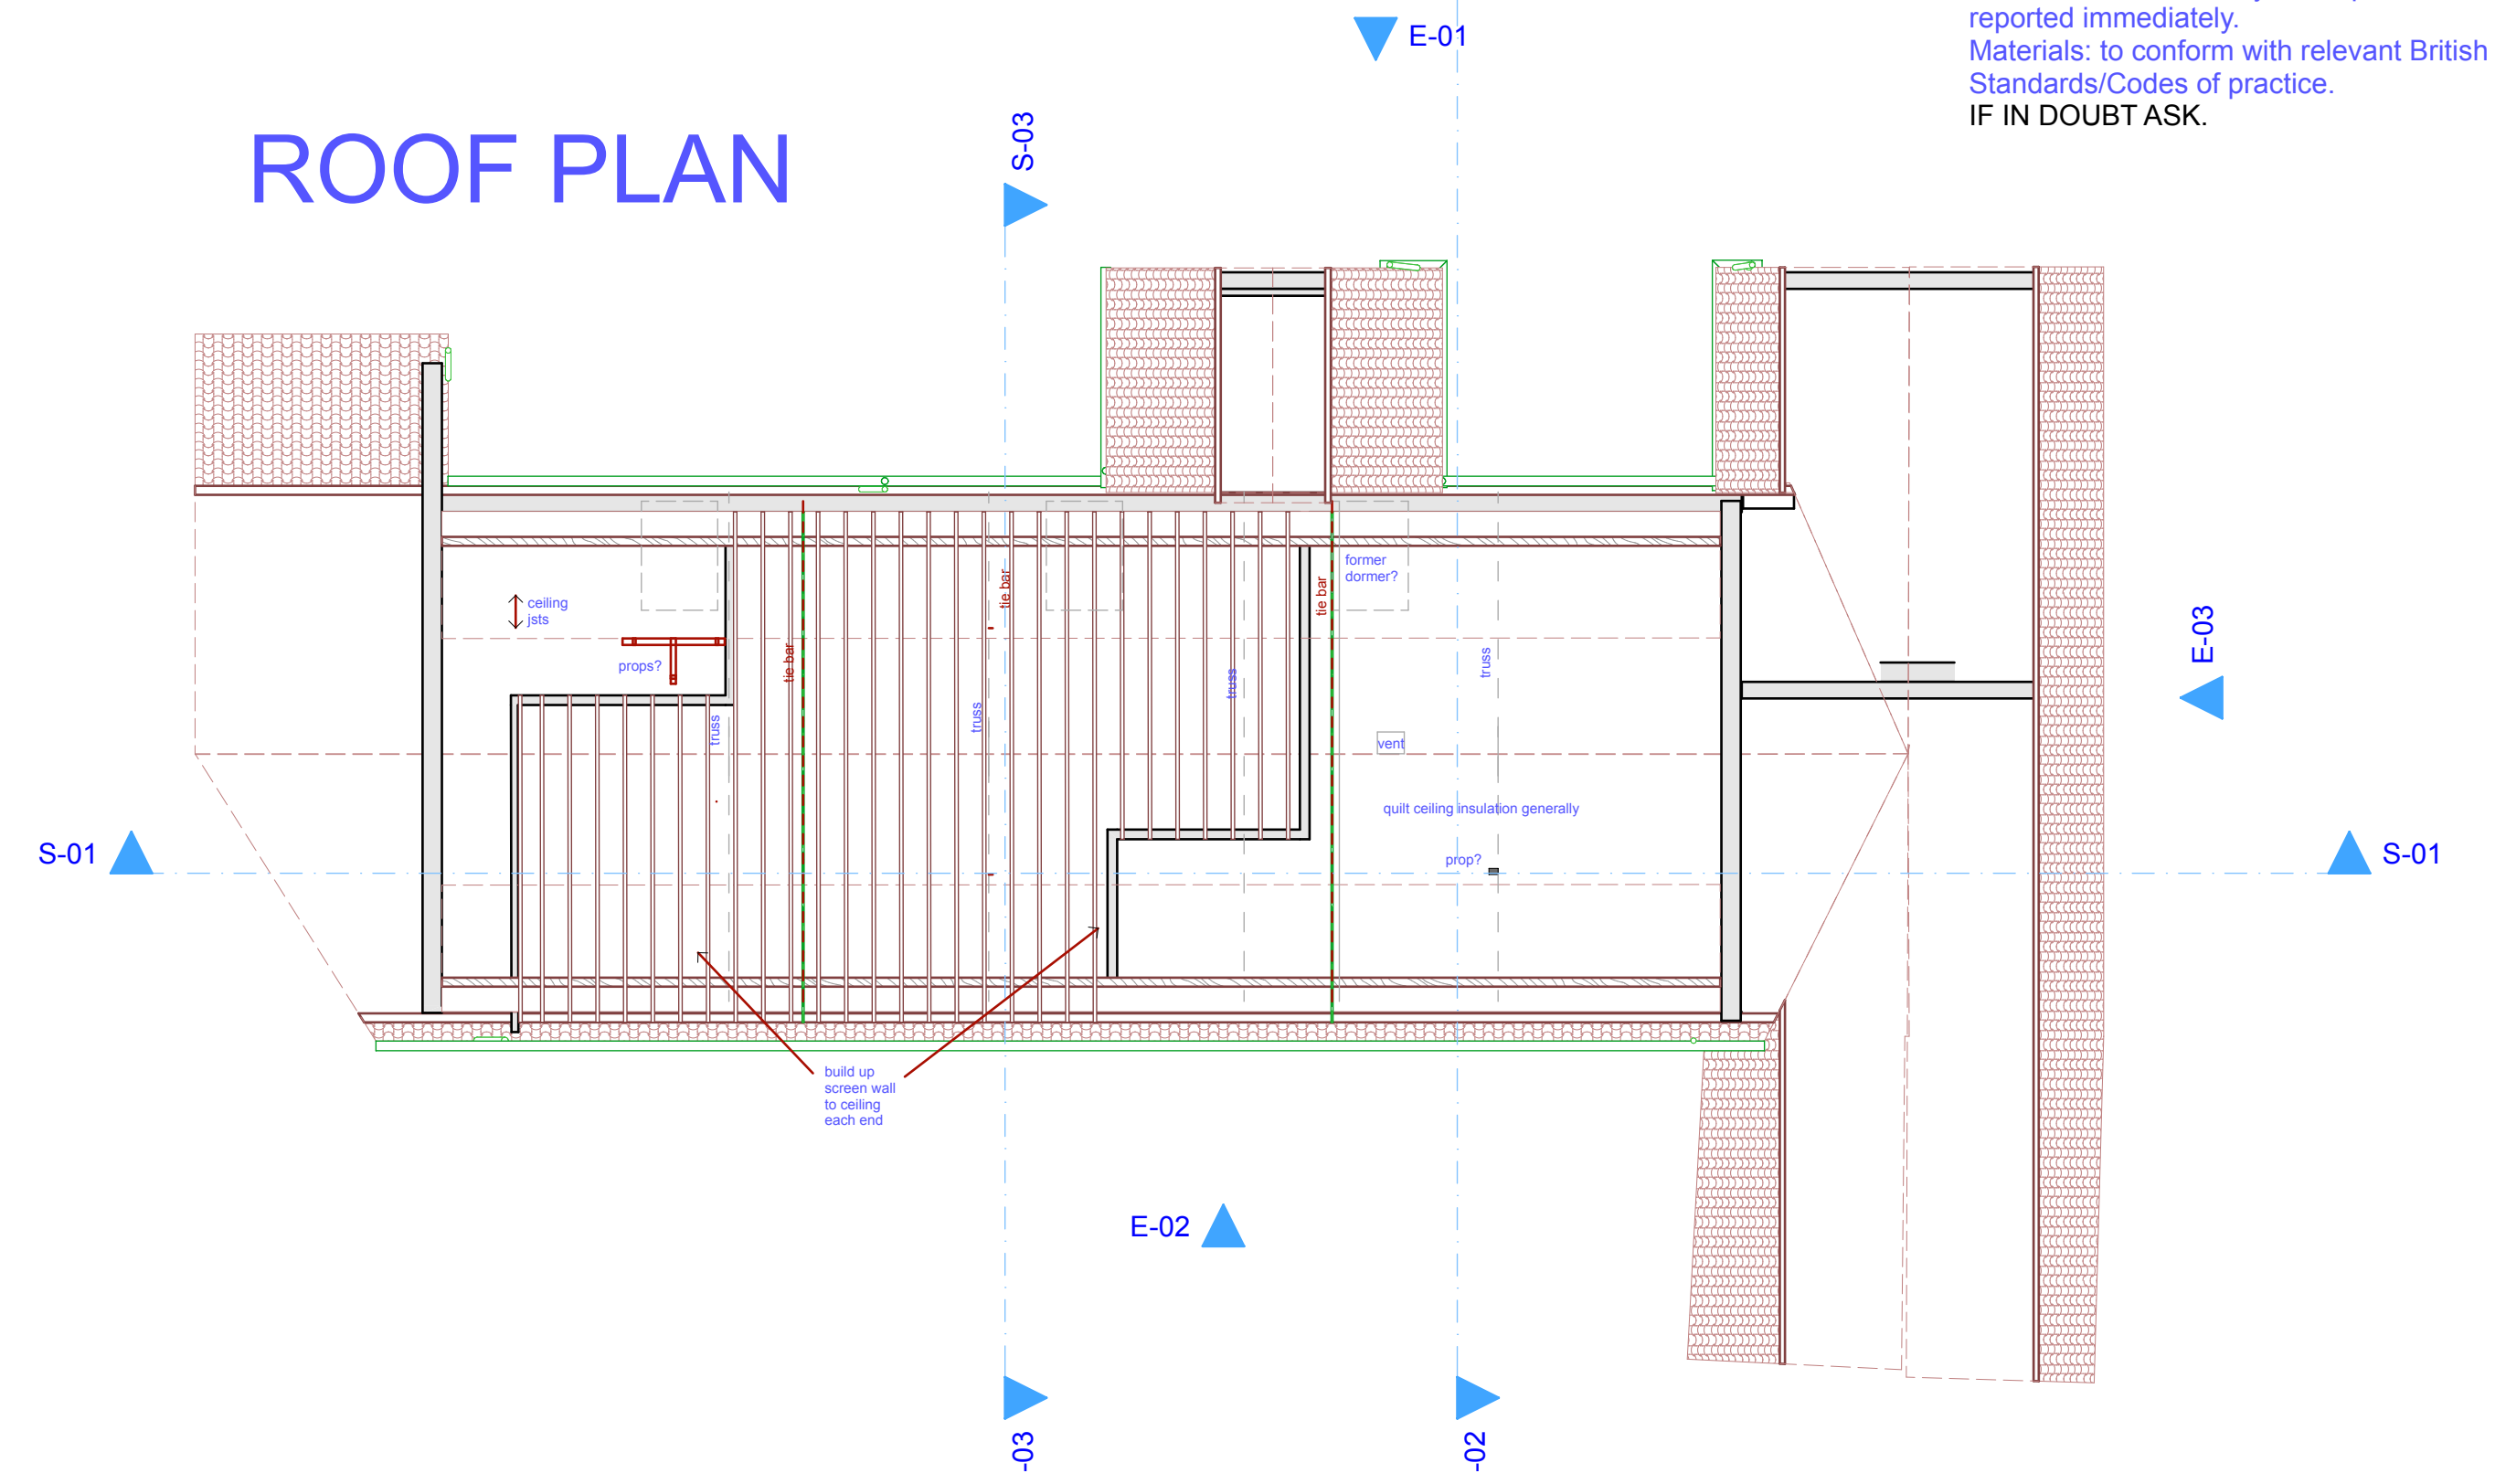 reported immediately.
Materials: to conform with relevant British
Standards/Codes of practice.
IF IN DOUBT ASK.
E-01
ROOF PLAN
S-03
former
dormer?
tie bar
tie bar
ceiling
jsts
E-03
props?
tie bar
truss
truss
truss
truss
vent
quilt ceiling insulation generally
S-01
prop?
S-01
build up
screen wall
to ceiling
each end
E-02
-03
-02